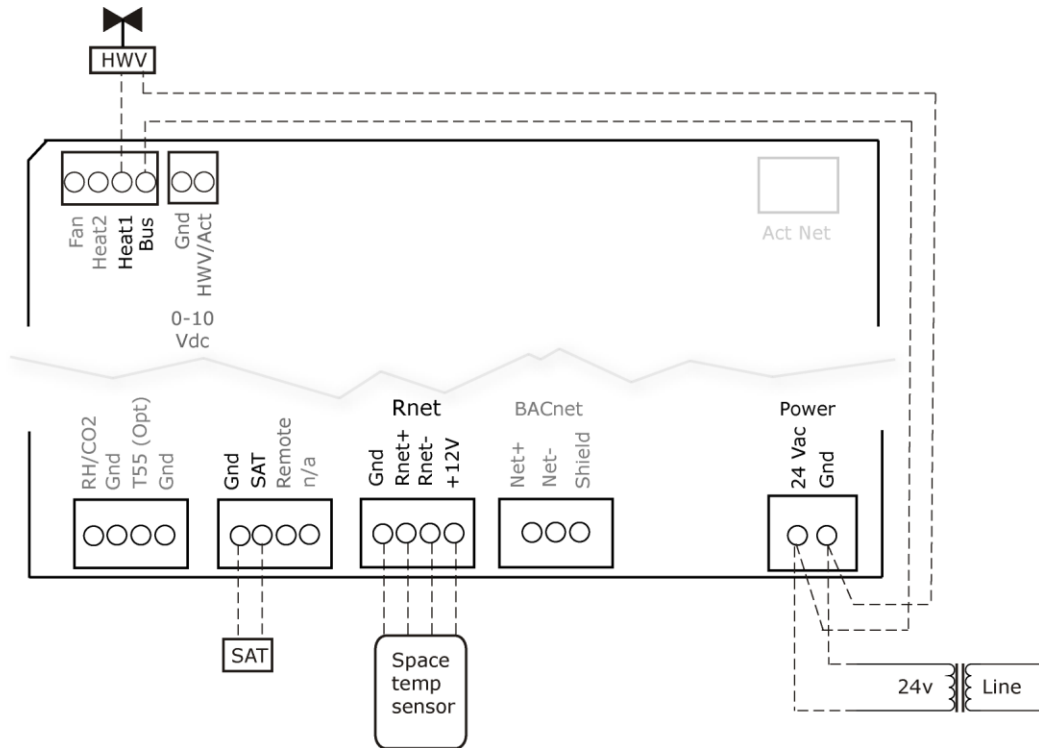 HWV
Fan
Heat2
Heat1
Bus
Gnd
HWV/Act
0-10
Vdc
Act Net
RH/CO2
Gnd
T55 (Opt)
Gnd
Gnd
SAT
Remote
n/a
Rnet
Gnd
Rnet+
Rnet-
+12V
BACnet
Net+
Net-
Shield
Power
24 Vac
Gnd
SAT
Space
temp
sensor
24v
Line